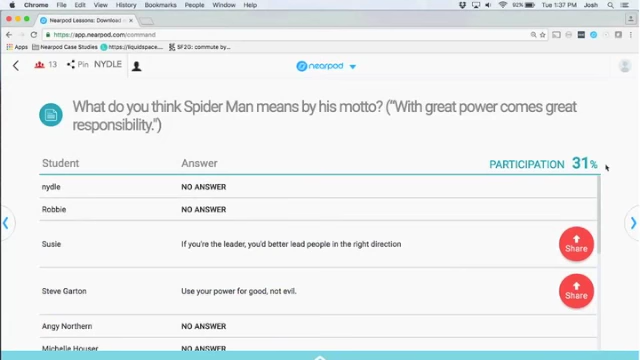 Chrome File Edit View History Bookmarks People Window Help 92% Tue 1:37 PM Josh
Nearpod Lessons: Download
https://app.nearpod.com/command
Apps Nearpod Case Studies https://liquidspace. SF2G: commute by
13 Pin NYDLE nearpod
What do you think Spider Man means by his motto? ("With great power comes great
responsibility.")
Student Answer PARTICIPATION 31%
nydle NO ANSWER
Robbie NO ANSWER
Susie If you're the leader, you'd better lead people in the right direction Share
Steve Garton Use your power for good, not evil. Share
Angy Northern NO ANSWER
Michelle Houser NO ANSWER